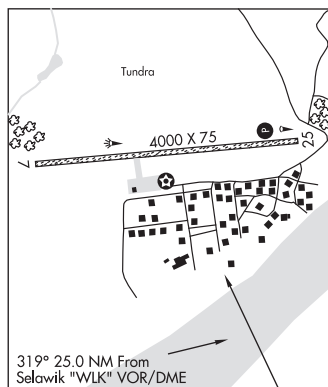 Tundra
4000 X 75
P
25
7
319° 25.0 NM From
Selawik "WLK" VOR/DME